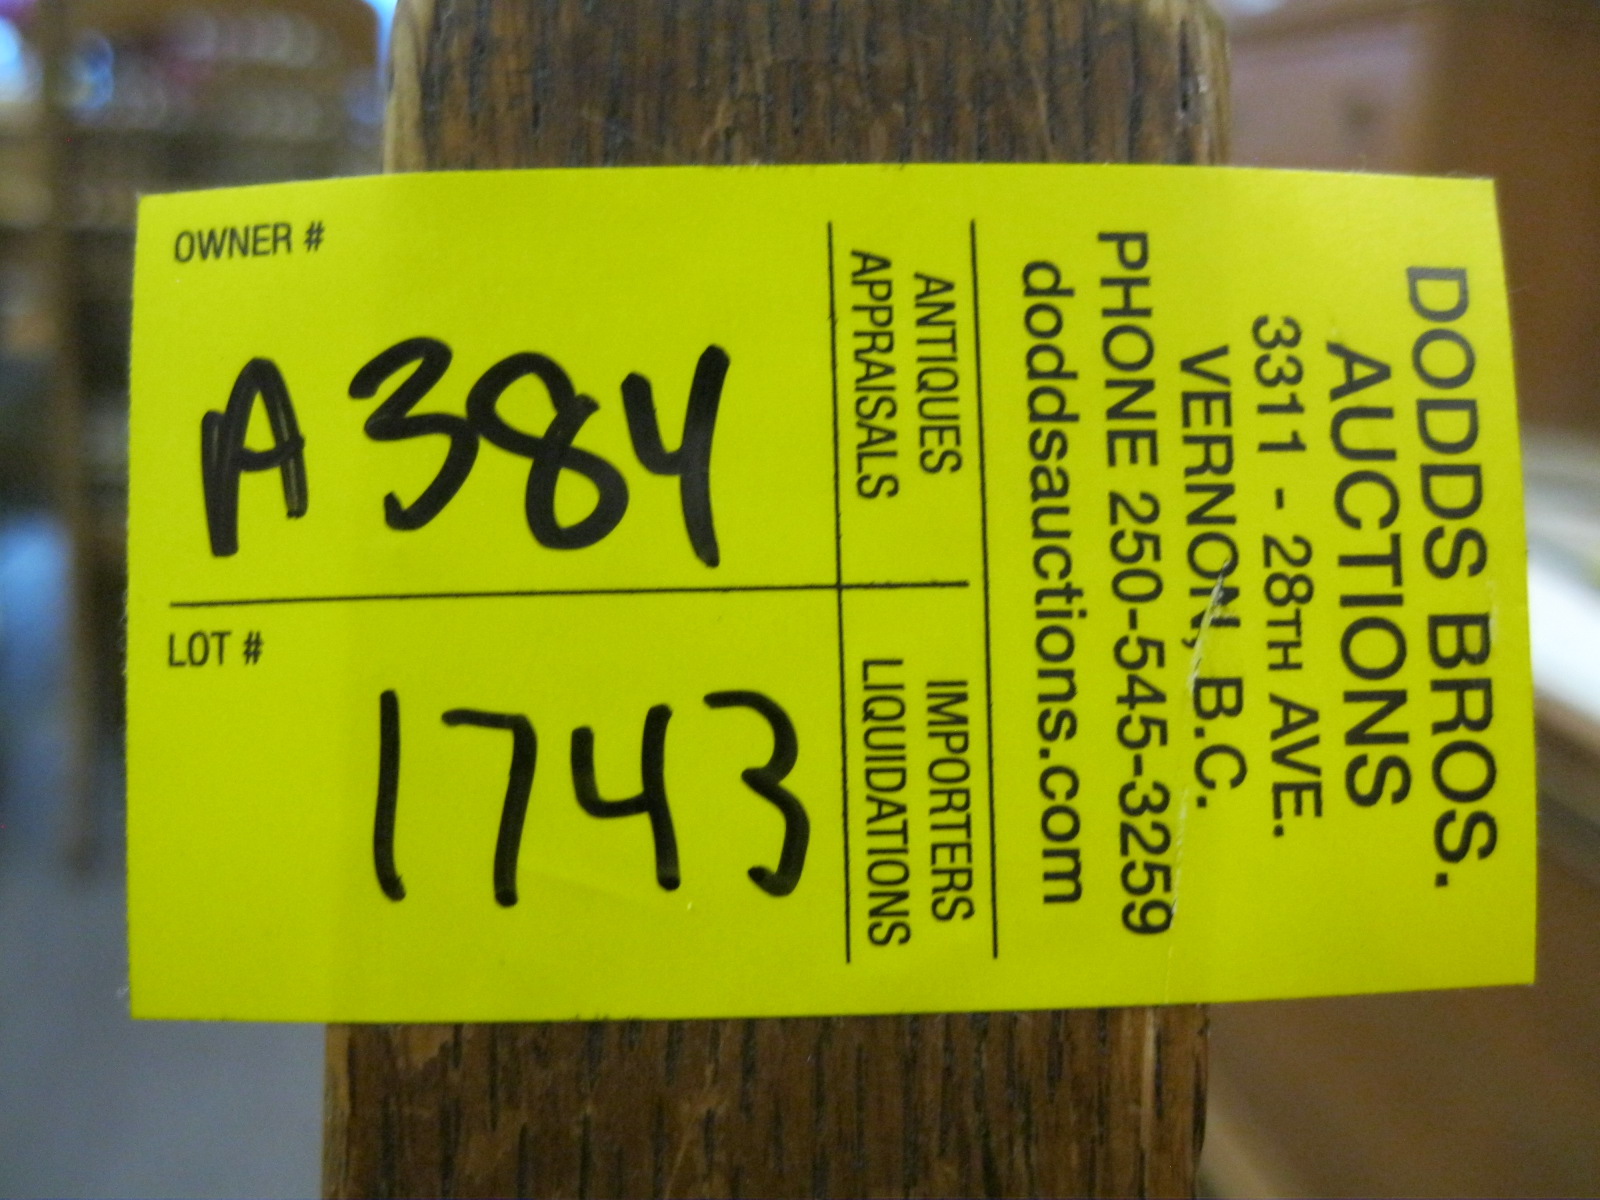 OWNER #
A384
LOT #
1743
DODDS BROS.
AUCTIONS
3311 - 28TH AVE.
VERNON, B.C.
PHONE 250-545-3259
doddsauctions.com
ANTIQUES
APPRAISALS
IMPORTERS
LIQUIDATIONS